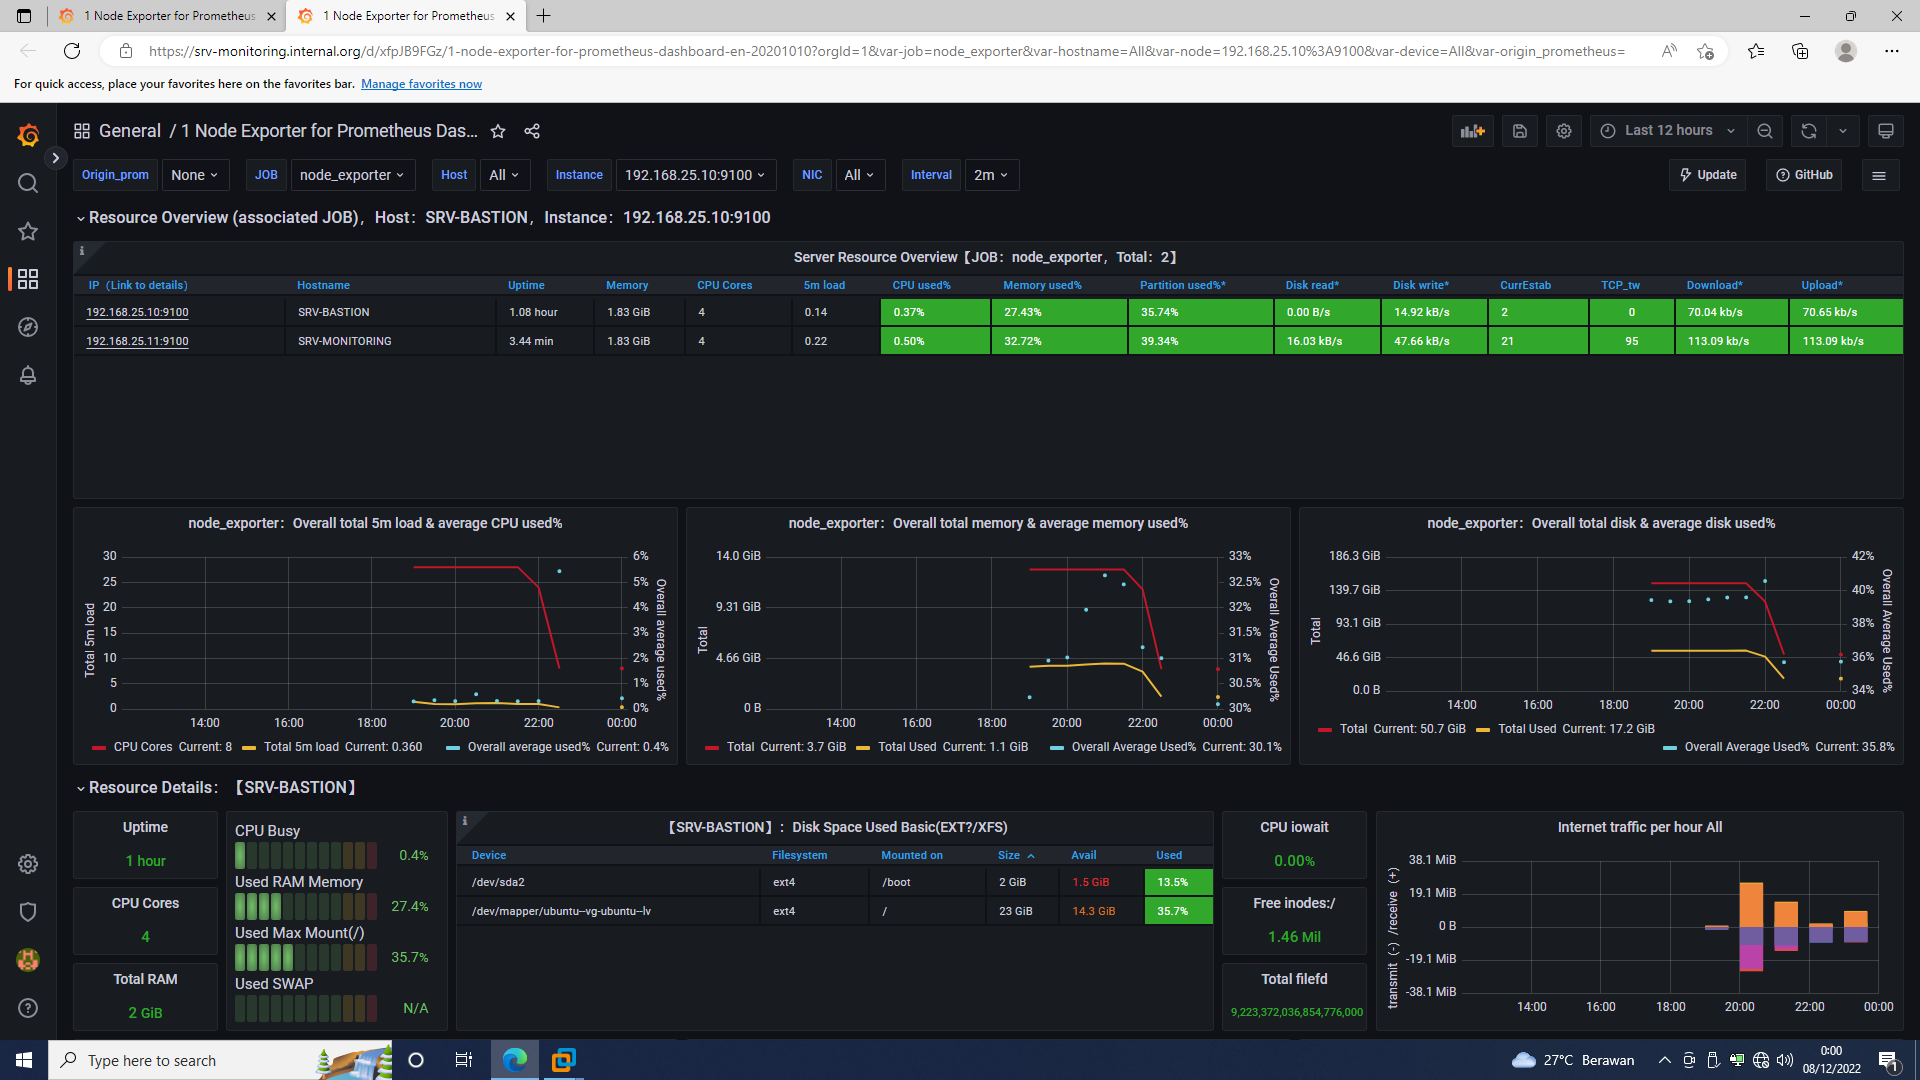 1 Node Exporter for Prometheus
1 Node Exporter for Prometheus
https://srv-monitoring.internal.org/d/xfpJB9FGz/1-node-exporter-for-prometheus-dashboard-en-20201010?orgId=1&var-job=node_exporter&var-hostname=All&var-node=192.168.25.10%3A9100&var-device=All&var-origin_prometheus=
For quick access, place your favorites here on the favorites bar. Manage favorites now
General / 1 Node Exporter for Prometheus Das...
Last 12 hours
Origin_prom None JOB node_exporter Host All Instance 192.168.25.10:9100 NIC All Interval 2m Update GitHub
Resource Overview (associated JOB)，Host：SRV-BASTION，Instance：192.168.25.10:9100
Server Resource Overview【JOB：node_exporter，Total：2】
IP（Link to details） Hostname Uptime Memory CPU Cores 5m load CPU used% Memory used% Partition used%* Disk read* Disk write* CurrEstab TCP_tw Download* Upload*
192.168.25.10:9100 SRV-BASTION 1.08 hour 1.83 GiB 4 0.14 0.37% 27.43% 35.74% 0.00 B/s 14.92 kB/s 2 0 70.04 kb/s 70.65 kb/s
192.168.25.11:9100 SRV-MONITORING 3.44 min 1.83 GiB 4 0.22 0.50% 32.72% 39.34% 16.03 kB/s 47.66 kB/s 21 95 113.09 kb/s 113.09 kb/s
node_exporter：Overall total 5m load & average CPU used%
Total 5m load
30
25
20
15
10
5
0
6%
5%
4%
3%
2%
1%
0%
Overall average used%
14:00 16:00 18:00 20:00 22:00 00:00
CPU Cores Current: 8 Total 5m load Current: 0.360 Overall average used% Current: 0.4%
node_exporter：Overall total memory & average memory used%
Total
14.0 GiB
9.31 GiB
4.66 GiB
0 B
33%
32.5%
32%
31.5%
31%
30.5%
30%
Overall Average Used%
14:00 16:00 18:00 20:00 22:00 00:00
Total Current: 3.7 GiB Total Used Current: 1.1 GiB Overall Average Used% Current: 30.1%
node_exporter：Overall total disk & average disk used%
Total
186.3 GiB
139.7 GiB
93.1 GiB
46.6 GiB
0.0 B
42%
40%
38%
36%
34%
Overall Average Used%
14:00 16:00 18:00 20:00 22:00 00:00
Total Current: 50.7 GiB Total Used Current: 17.2 GiB
Overall Average Used% Current: 35.8%
Resource Details：【SRV-BASTION】
Uptime
1 hour
CPU Cores
4
Total RAM
2 GiB
CPU Busy
0.4%
Used RAM Memory
27.4%
Used Max Mount(/)
35.7%
Used SWAP
N/A
【SRV-BASTION】：Disk Space Used Basic(EXT?/XFS)
Device Filesystem Mounted on Size Avail Used
/dev/sda2 ext4 /boot 2 GiB 1.5 GiB 13.5%
/dev/mapper/ubuntu--vg-ubuntu--lv ext4 / 23 GiB 14.3 GiB 35.7%
CPU iowait
0.00%
Free inodes:/
1.46 Mil
Total filefd
9,223,372,036,854,776,000
Internet traffic per hour All
transmit (-) /receive (+)
38.1 MiB
19.1 MiB
0 B
-19.1 MiB
-38.1 MiB
14:00 16:00 18:00 20:00 22:00 00:00
Type here to search
27°C Berawan
0:00
08/12/2022
1